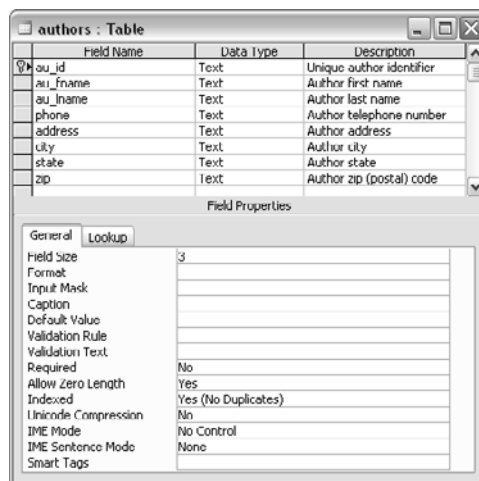 authors : Table
Field Name Data Type Description
au_id Text Unique author identifier
au_fname Text Author first name
au_lname Text Author last name
phone Text Author telephone number
address Text Author address
city Text Author city
state Text Author state
zip Text Author zip (postal) code
Field Properties
General Lookup
Field Size 3
Format
Input Mask
Caption
Default Value
Validation Rule
Validation Text
Required No
Allow Zero Length Yes
Indexed Yes (No Duplicates)
Unicode Compression No
IME Mode No Control
IME Sentence Mode None
Smart Tags